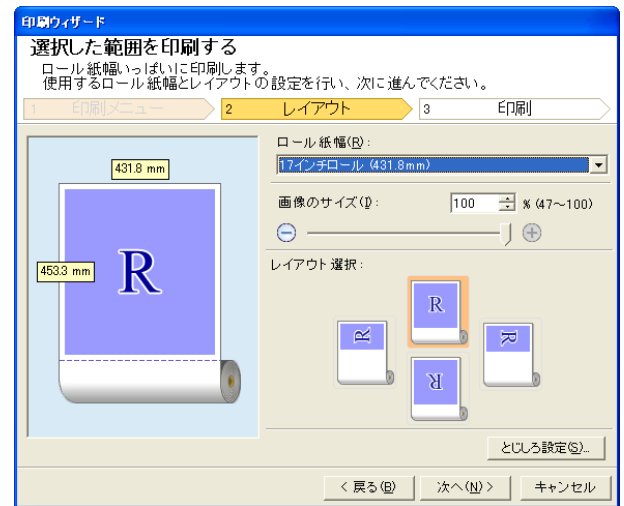 印刷ウィザード
選択した範囲を印刷する
ロール紙幅いっぱいに印刷します。
使用するロール紙幅とレイアウトの設定を行い、次に進んでください。
1 印刷メニュー 2 レイアウト 3 印刷
ロール紙幅(R):
17インチロール (431.8mm)
431.8 mm
画像のサイズ(I): 100 % (47～100)
453.3 mm
R
レイアウト選択:
R
R
R
R
とじしろ設定(S)...
< 戻る(B) 次へ(N) > キャンセル